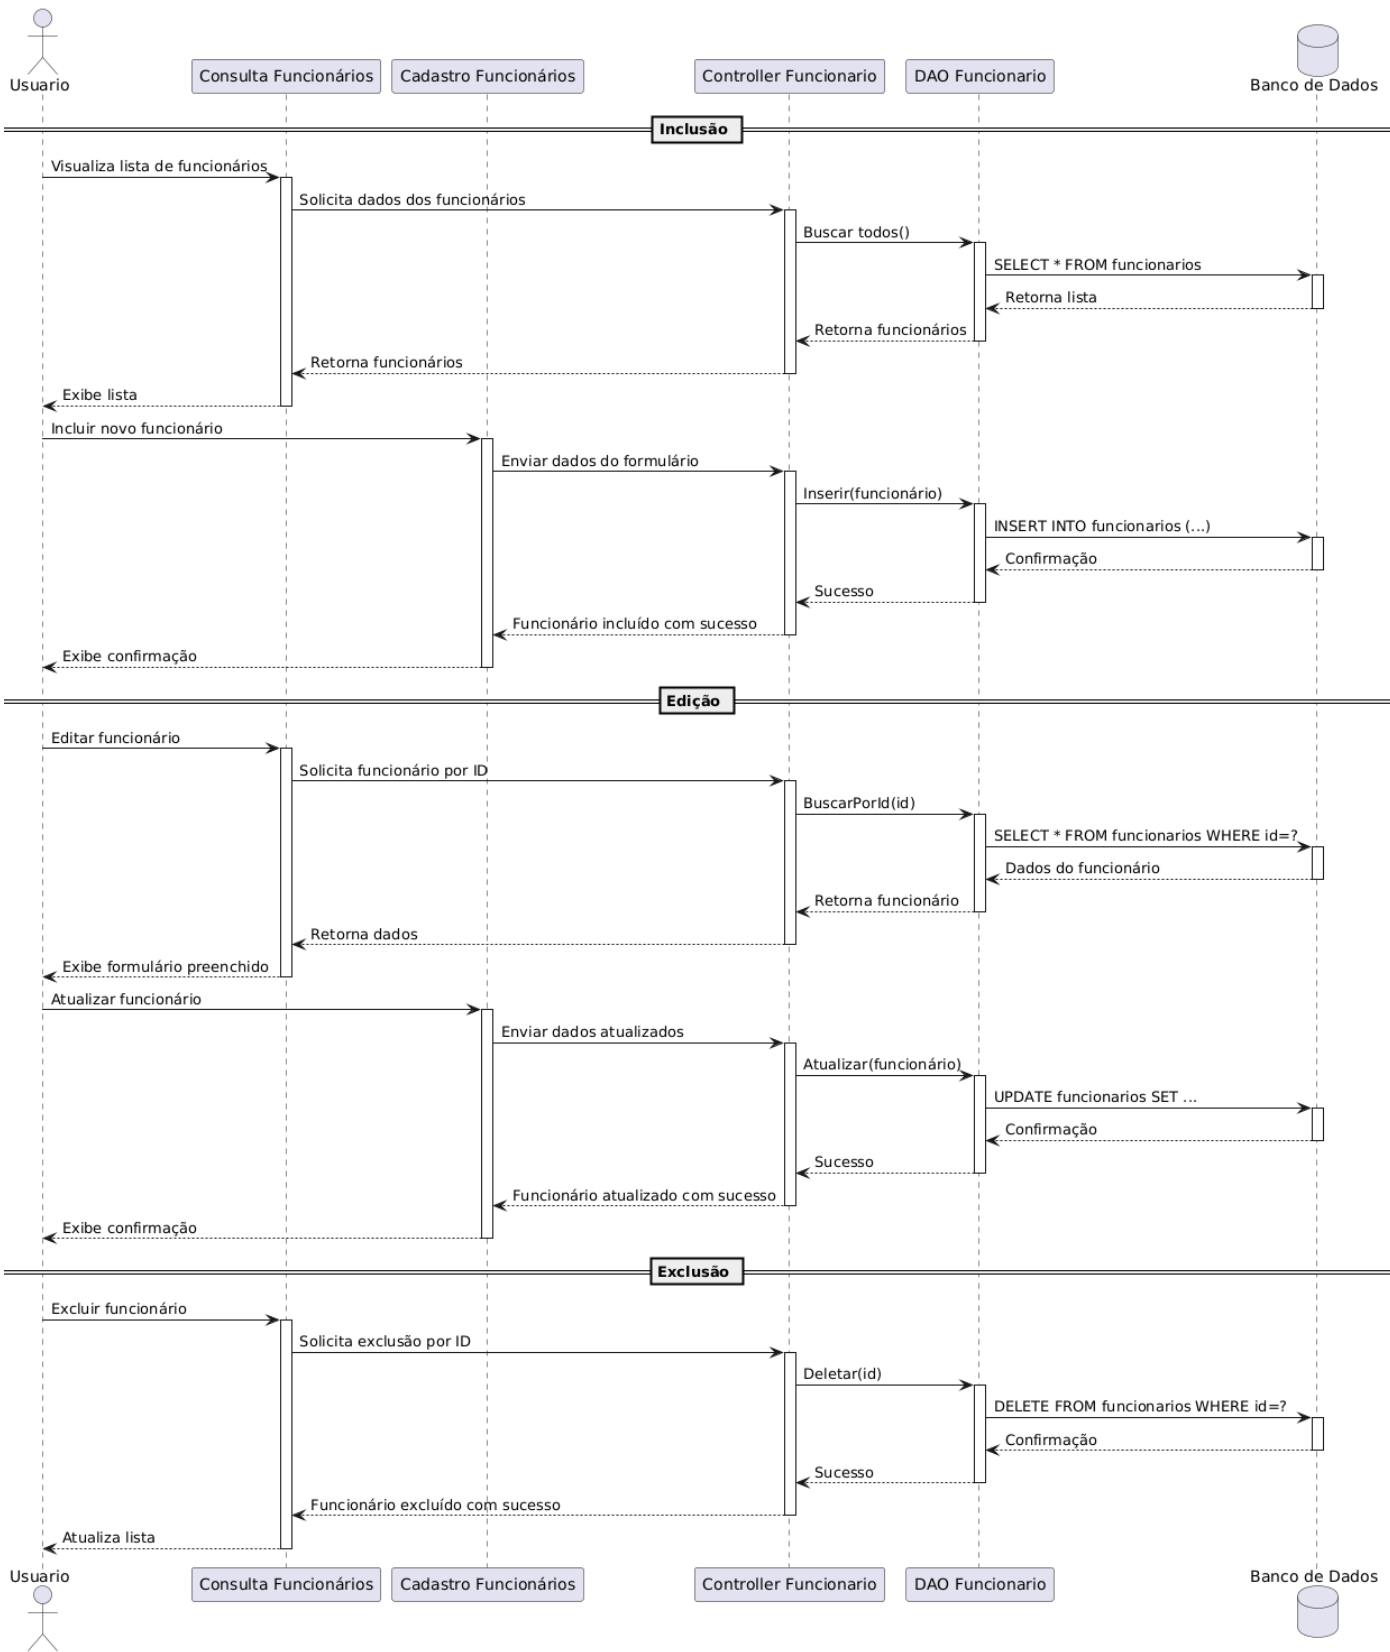 Usuario
Consulta Funcionários
Cadastro Funcionários
Controller Funcionario
DAO Funcionario
Banco de Dados
Inclusão
Visualiza lista de funcionários
Solicita dados dos funcionários
Buscar todos()
SELECT * FROM funcionarios
Retorna lista
Retorna funcionários
Retorna funcionários
Exibe lista
Incluir novo funcionário
Enviar dados do formulário
Inserir(funcionário)
INSERT INTO funcionarios (...)
Confirmação
Sucesso
Funcionário incluído com sucesso
Exibe confirmação
Edição
Editar funcionário
Solicita funcionário por ID
BuscarPorId(id)
SELECT * FROM funcionarios WHERE id=?
Dados do funcionário
Retorna funcionário
Retorna dados
Exibe formulário preenchido
Atualizar funcionário
Enviar dados atualizados
Atualizar(funcionário)
UPDATE funcionarios SET ...
Confirmação
Sucesso
Funcionário atualizado com sucesso
Exibe confirmação
Exclusão
Excluir funcionário
Solicita exclusão por ID
Deletar(id)
DELETE FROM funcionarios WHERE id=?
Confirmação
Sucesso
Funcionário excluído com sucesso
Atualiza lista
Usuario
Consulta Funcionários
Cadastro Funcionários
Controller Funcionario
DAO Funcionario
Banco de Dados